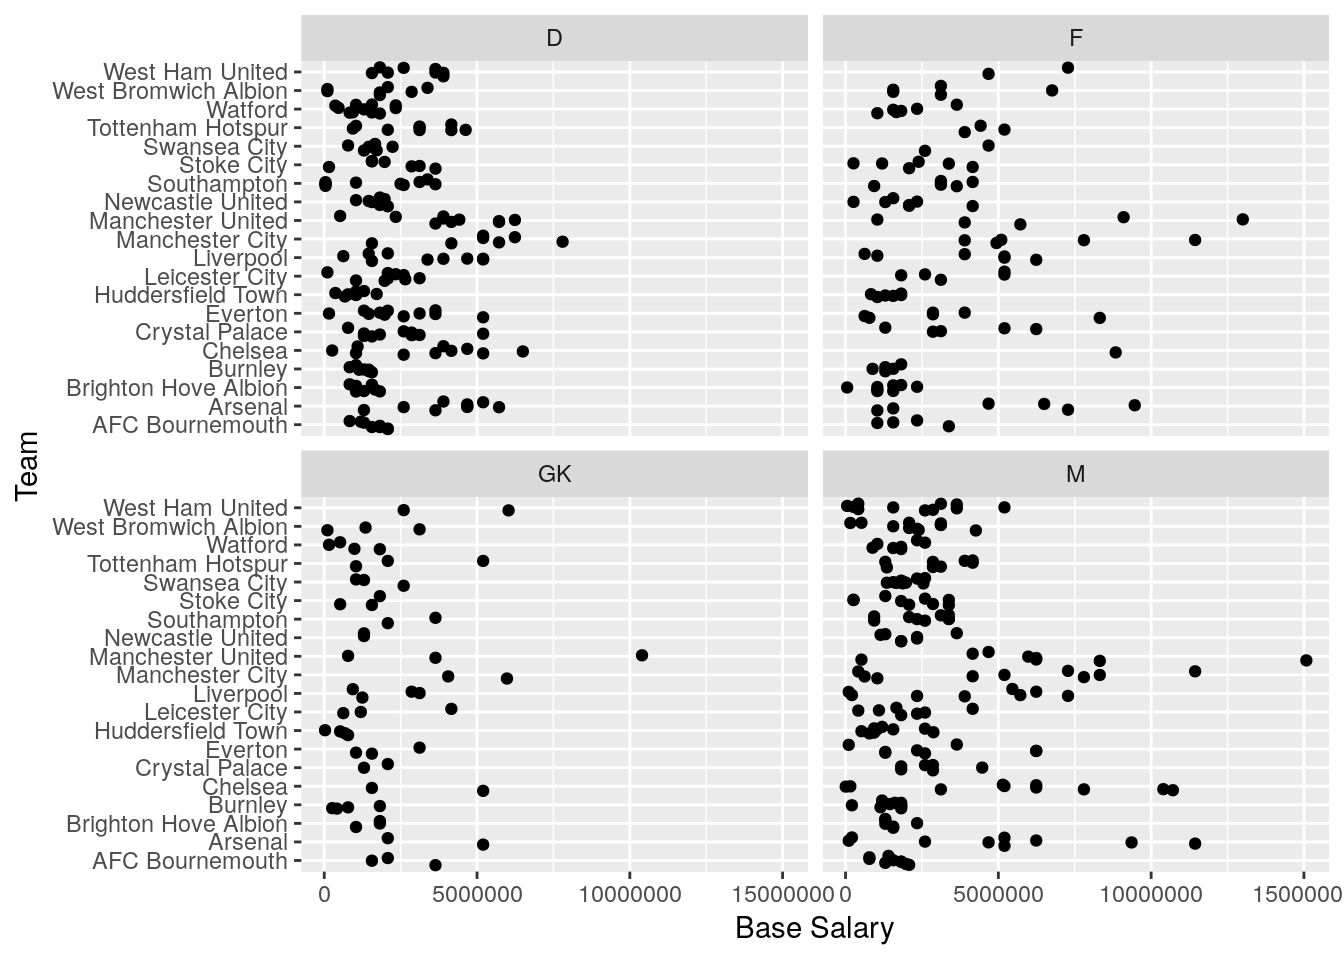 D
F
West Ham United
West Bromwich Albion
Watford
Tottenham Hotspur
Swansea City
Stoke City
Southampton
Newcastle United
Manchester United
Manchester City
Liverpool
Leicester City
Huddersfield Town
Everton
Crystal Palace
Chelsea
Burnley
Brighton Hove Albion
Arsenal
AFC Bournemouth
Team
GK
M
West Ham United
West Bromwich Albion
Watford
Tottenham Hotspur
Swansea City
Stoke City
Southampton
Newcastle United
Manchester United
Manchester City
Liverpool
Leicester City
Huddersfield Town
Everton
Crystal Palace
Chelsea
Burnley
Brighton Hove Albion
Arsenal
AFC Bournemouth
0 5000000 10000000 15000000
0 5000000 10000000 1500000
Base Salary